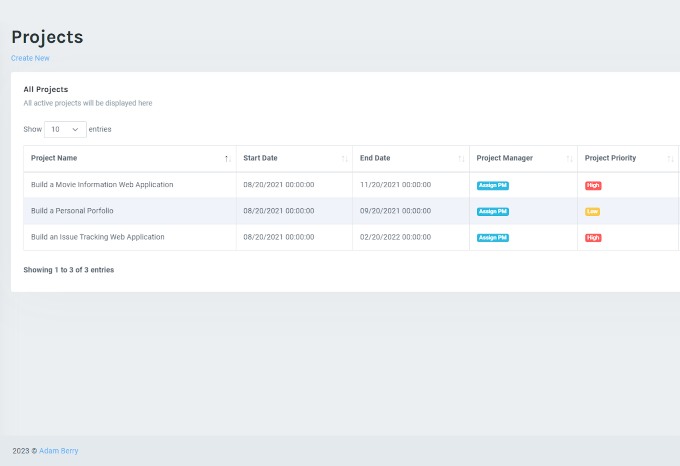 Projects
Create New
All Projects
All active projects will be displayed here
Show 10 entries
Project Name Start Date End Date Project Manager Project Priority
Build a Movie Information Web Application 08/20/2021 00:00:00 11/20/2021 00:00:00 Assign PM High
Build a Personal Porfolio 08/20/2021 00:00:00 09/20/2021 00:00:00 Assign PM Low
Build an Issue Tracking Web Application 08/20/2021 00:00:00 02/20/2022 00:00:00 Assign PM High
Showing 1 to 3 of 3 entries
2023 © Adam Berry